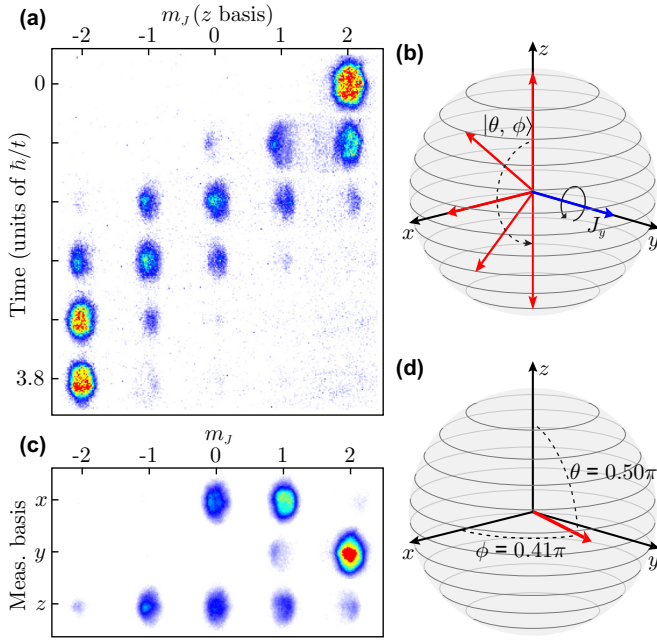 (a)
m_J (z basis)
-2 -1 0 1 2
Time (units of ħ/t)
0
3.8
(b)
z
|θ, ϕ⟩
J_y
x
y
(c)
m_J
-2 -1 0 1 2
Meas. basis
x
y
z
(d)
z
θ = 0.50π
ϕ = 0.41π
x
y